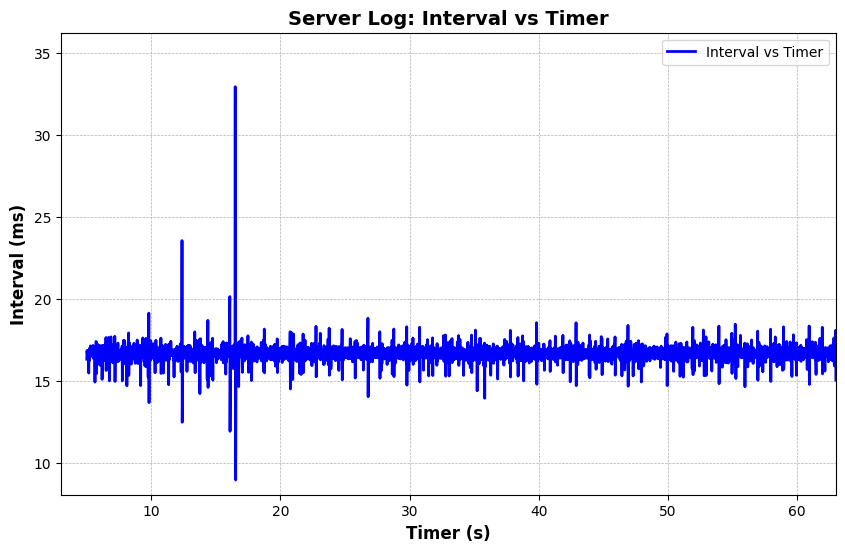 Server Log: Interval vs Timer
Interval vs Timer
35
30
25
20
15
10
Interval (ms)
10 20 30 40 50 60
Timer (s)